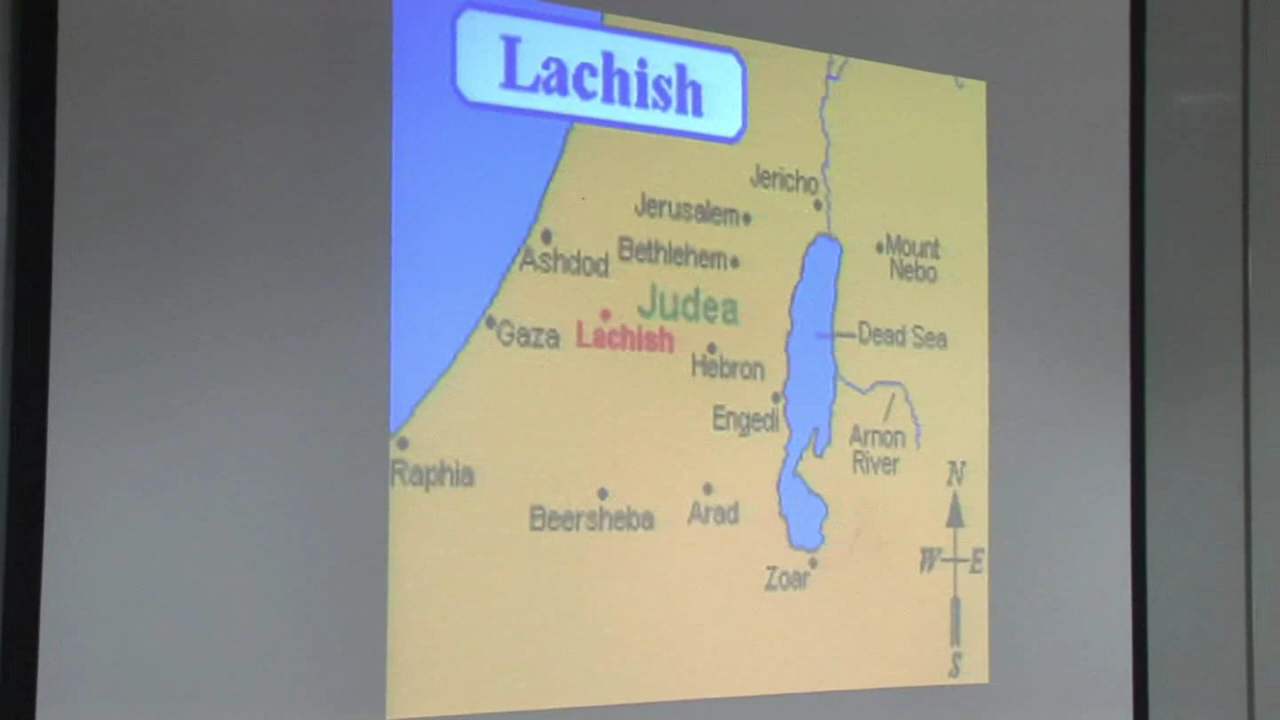 Lachish
Jericho
Jerusalem
Bethlehem
Mount
Nebo
Ashdod
Judea
Gaza
Lachish
Dead Sea
Hebron
Engedi
Arnon
River
Raphia
Beersheba
Arad
Zoar
N
W E
S